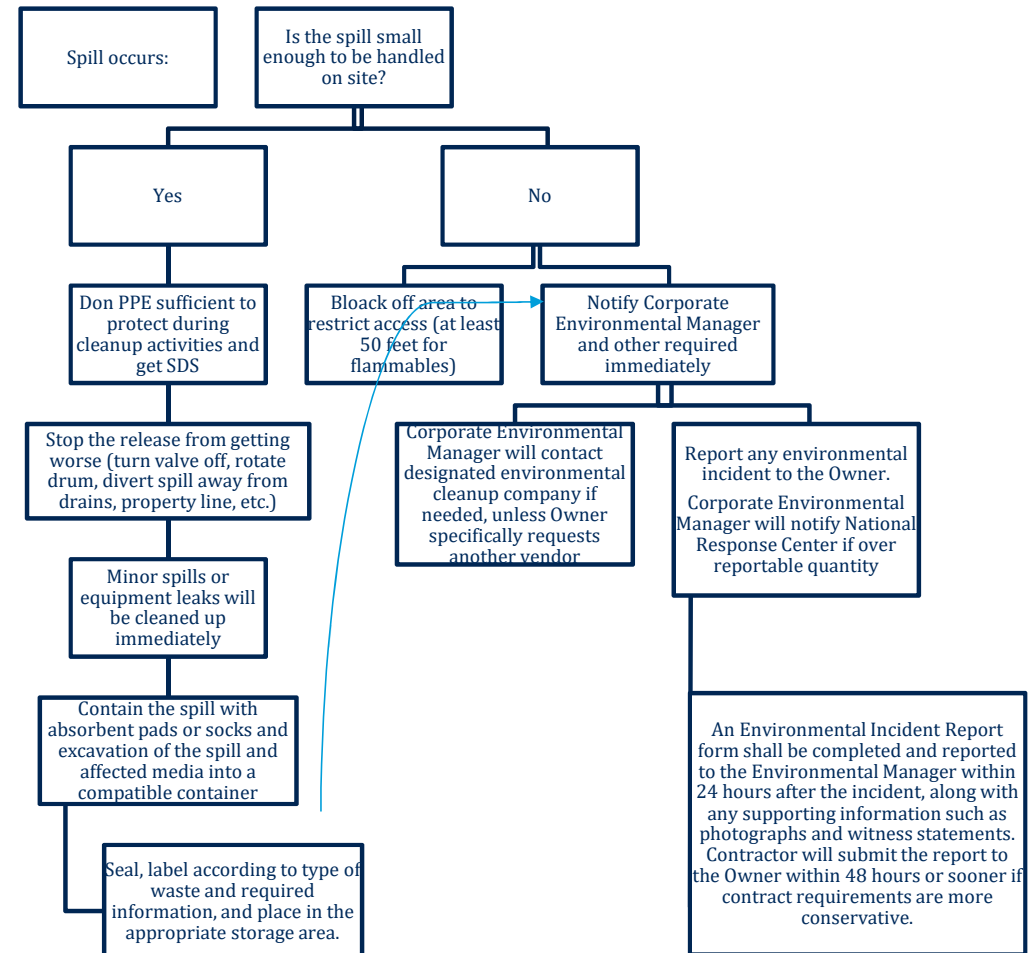 Spill occurs:
Is the spill small
enough to be handled
on site?
Yes
No
Don PPE sufficient to
protect during
cleanup activities and
get SDS
Bloack off area to
restrict access (at least
50 feet for
flammables)
Notify Corporate
Environmental Manager
and other required
immediately
Stop the release from getting
worse (turn valve off, rotate
drum, divert spill away from
drains, property line, etc.)
Corporate Environmental
Manager will contact
designated environmental
cleanup company if
needed, unless Owner
specifically requests
another vendor
Report any environmental
incident to the Owner.
Corporate Environmental
Manager will notify National
Response Center if over
reportable quantity
Minor spills or
equipment leaks will
be cleaned up
immediately
Contain the spill with
absorbent pads or socks and
excavation of the spill and
affected media into a
compatible container
An Environmental Incident Report
form shall be completed and reported
to the Environmental Manager within
24 hours after the incident, along with
any supporting information such as
photographs and witness statements.
Contractor will submit the report to
the Owner within 48 hours or sooner if
contract requirements are more
conservative.
Seal, label according to type of
waste and required
information, and place in the
appropriate storage area.